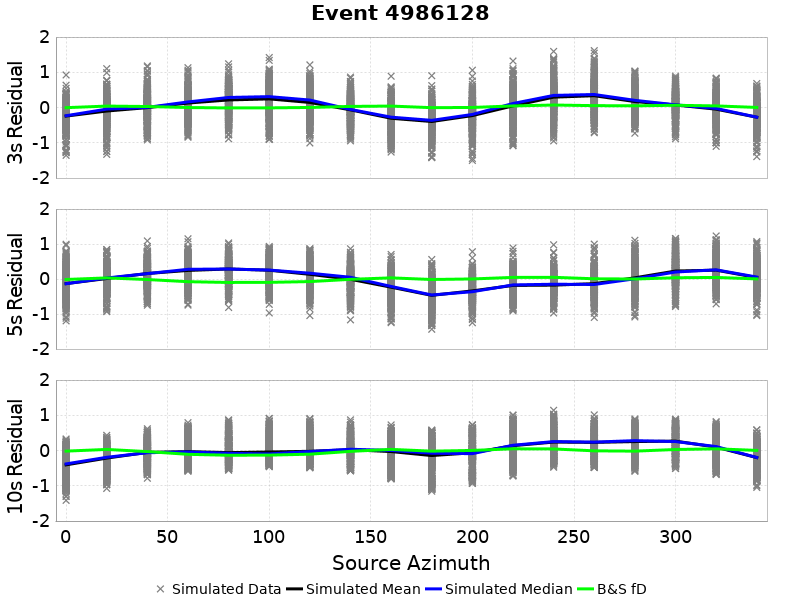 Event 4986128
3s Residual
2
1
0
-1
-2
5s Residual
2
1
0
-1
-2
10s Residual
2
1
0
-1
-2
0 50 100 150 200 250 300
Source Azimuth
Simulated Data Simulated Mean Simulated Median B&S fD